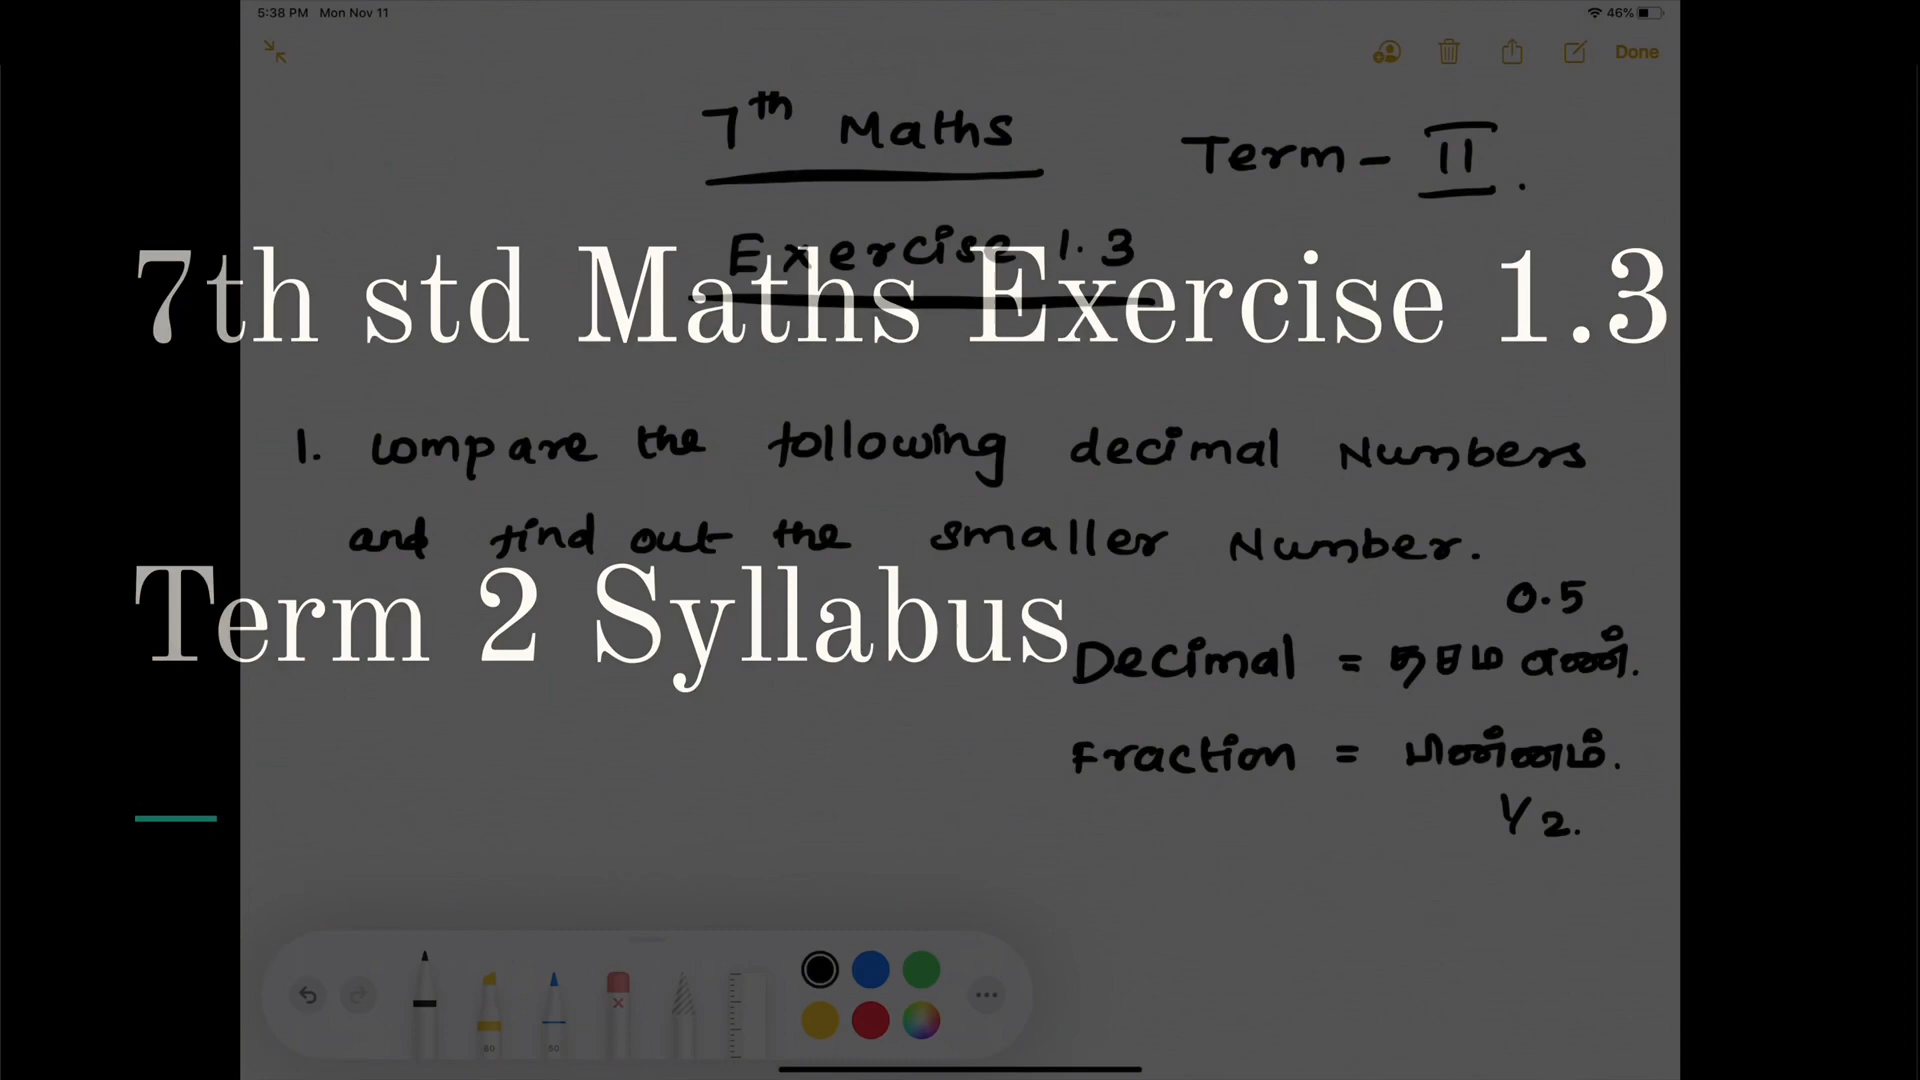 5:38 PM Mon Nov 11
46%
Done
7th Maths
Term - II.
Exercise 1.3
7th std Maths Exercise 1.3
1. Compare the following decimal Numbers
and find out the smaller Number.
Term 2 Syllabus
0.5
Decimal = தசம எண்.
Fraction = பின்னம்.
1/2.
80
50